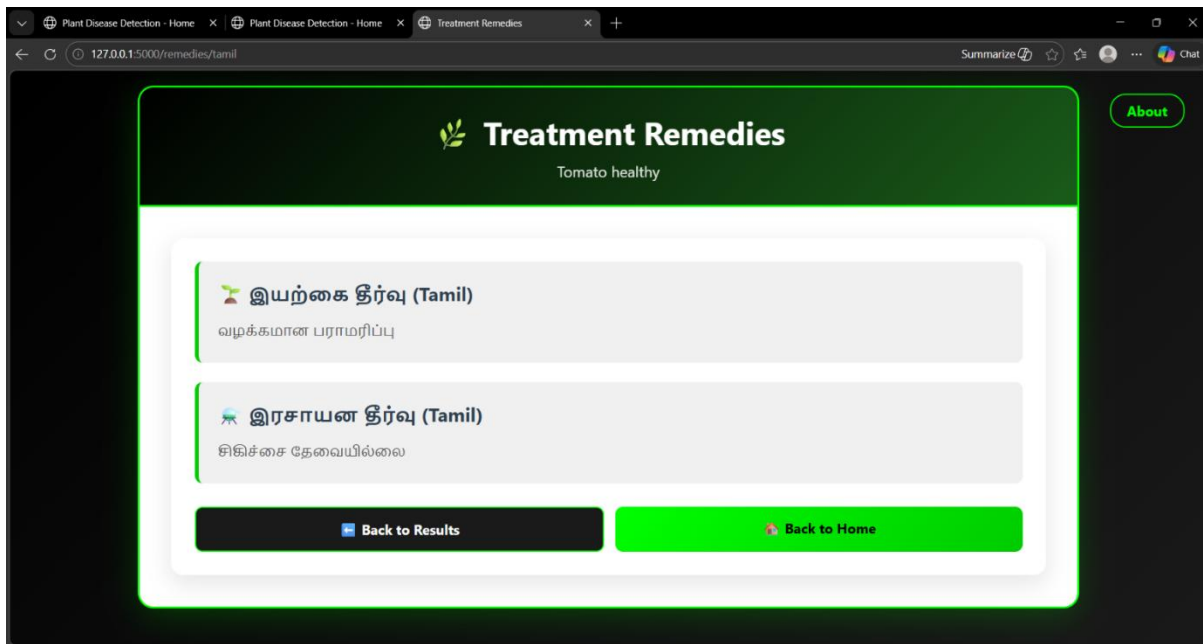 Plant Disease Detection - Home
Plant Disease Detection - Home
Treatment Remedies
127.0.0.1:5000/remedies/tamil
Summarize
Chat
About
Treatment Remedies
Tomato healthy
இயற்கை தீர்வு (Tamil)
வழக்கமான பராமரிப்பு
இரசாயன தீர்வு (Tamil)
சிகிச்சை தேவையில்லை
Back to Results
Back to Home